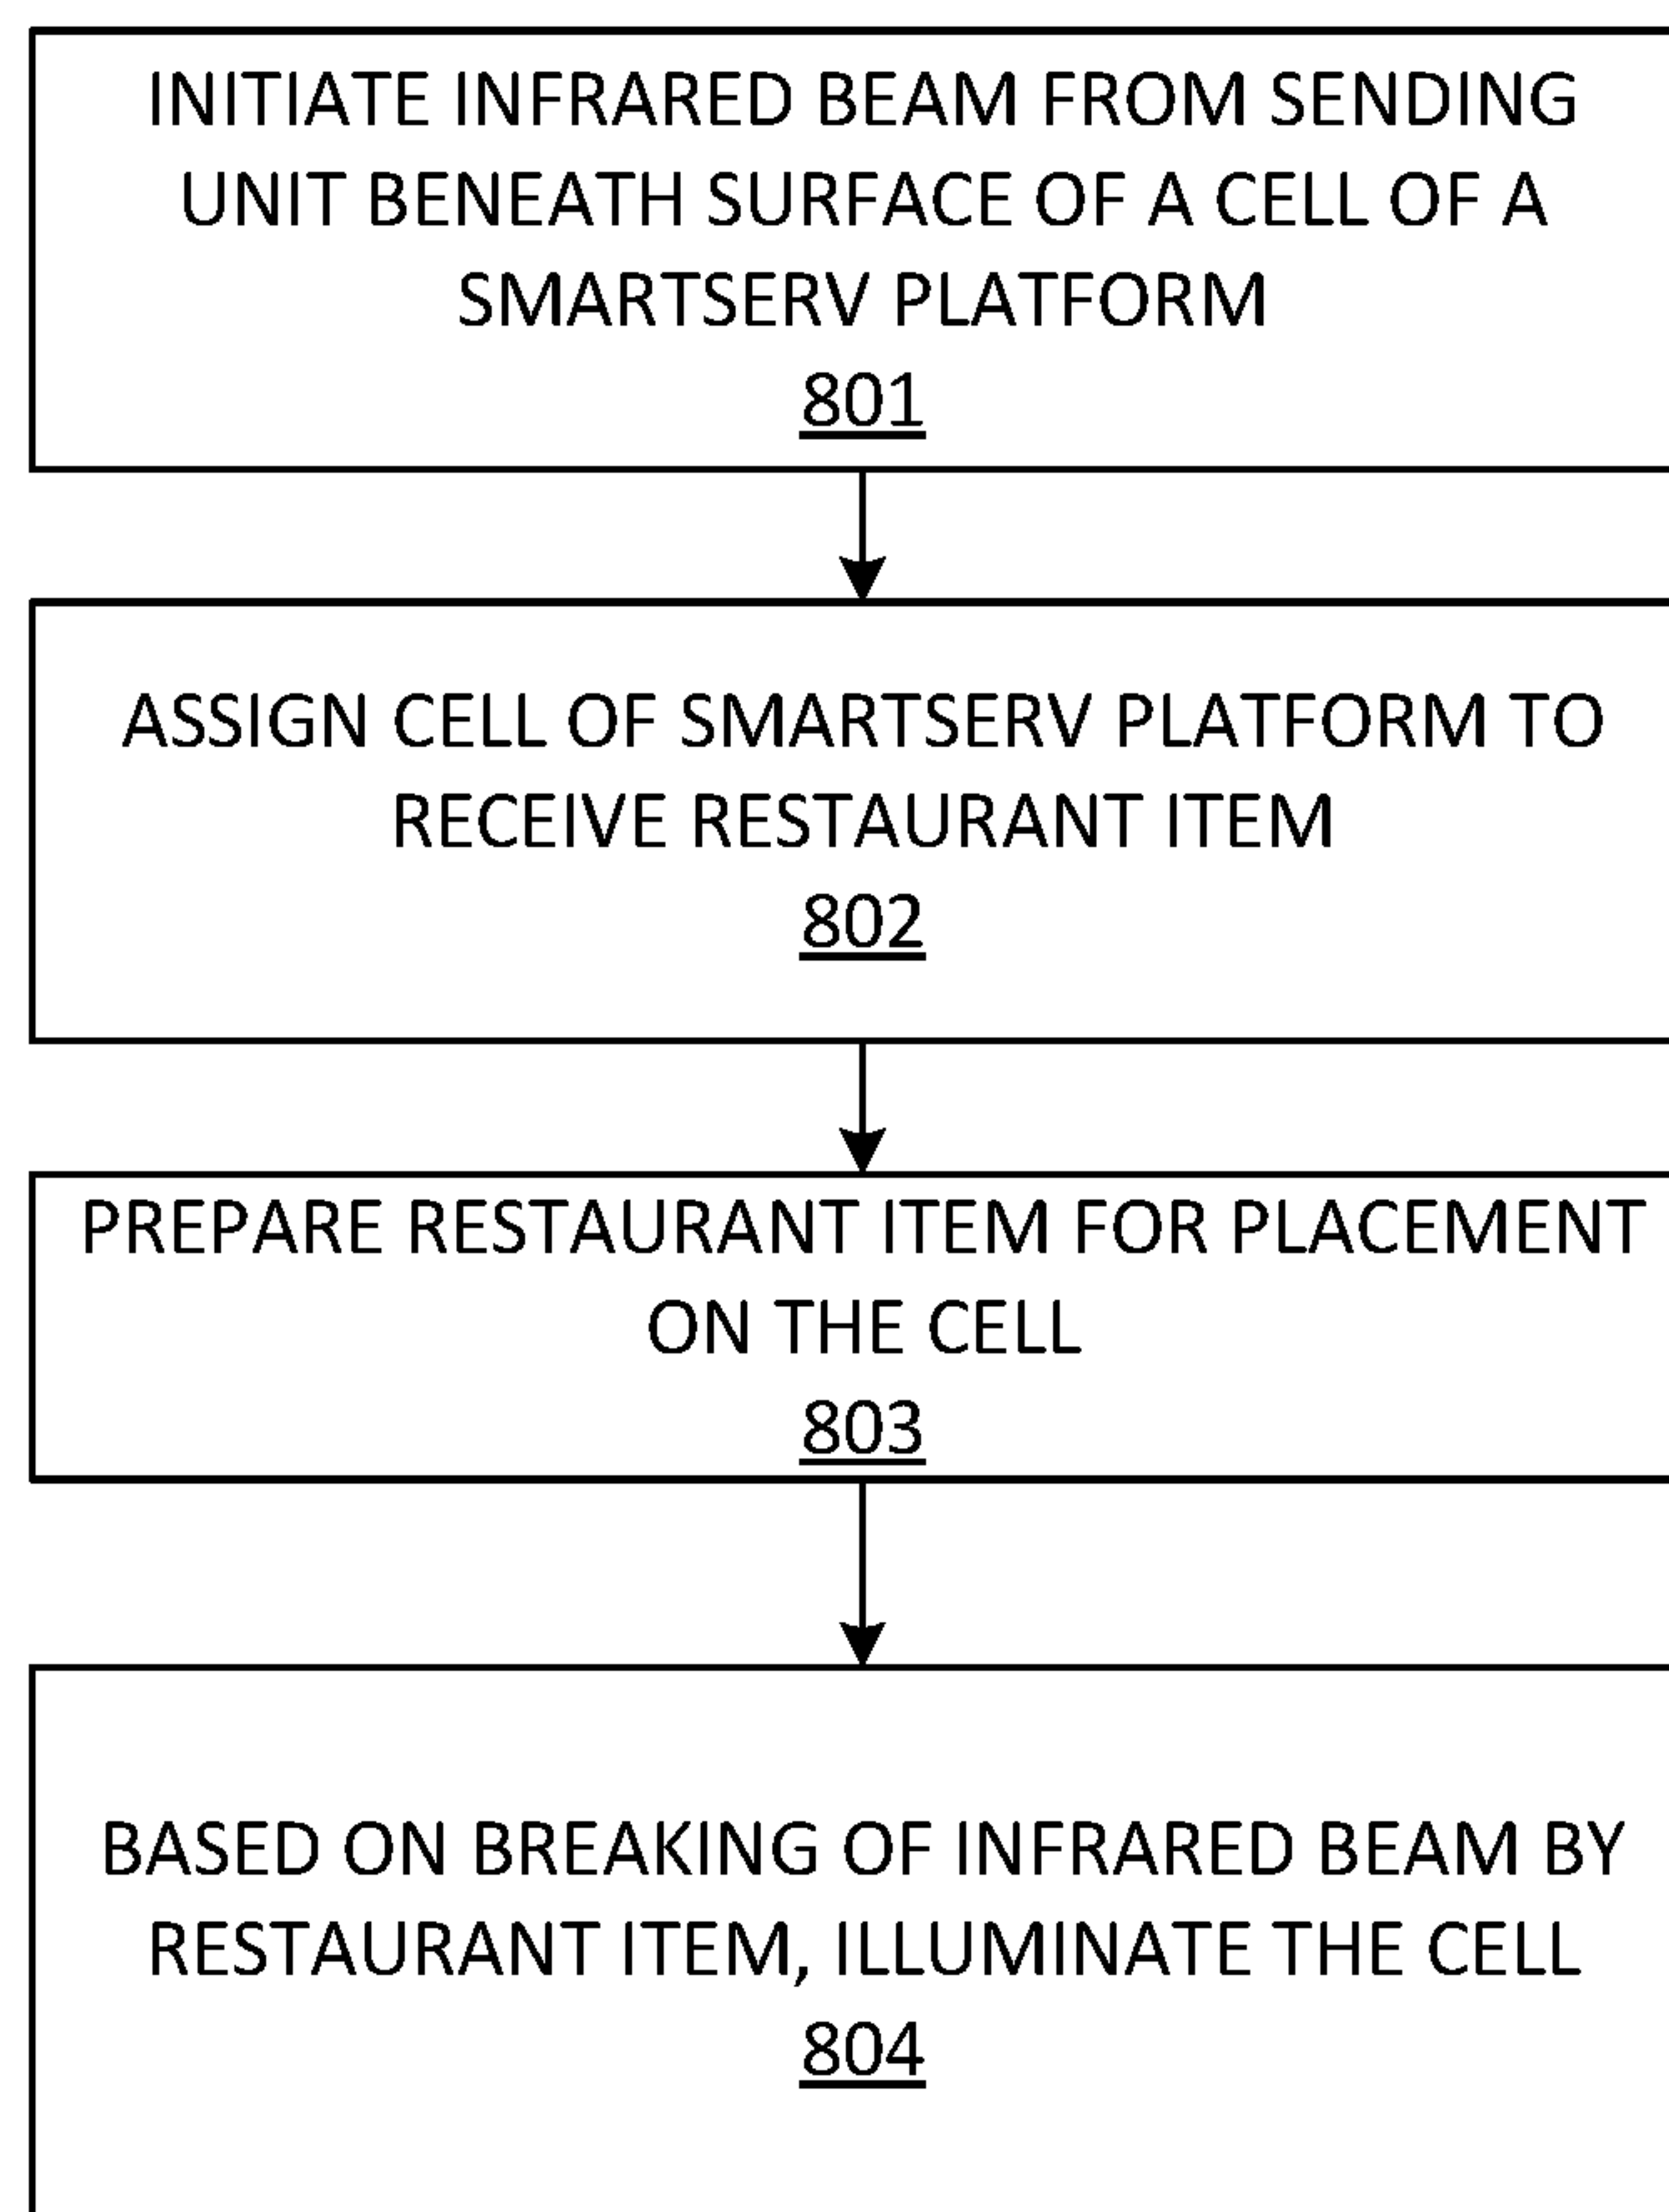 INITIATE INFRARED BEAM FROM SENDING
UNIT BENEATH SURFACE OF A CELL OF A
SMARTSERV PLATFORM
801
ASSIGN CELL OF SMARTSERV PLATFORM TO
RECEIVE RESTAURANT ITEM
802
PREPARE RESTAURANT ITEM FOR PLACEMENT
ON THE CELL
803
BASED ON BREAKING OF INFRARED BEAM BY
RESTAURANT ITEM, ILLUMINATE THE CELL
804